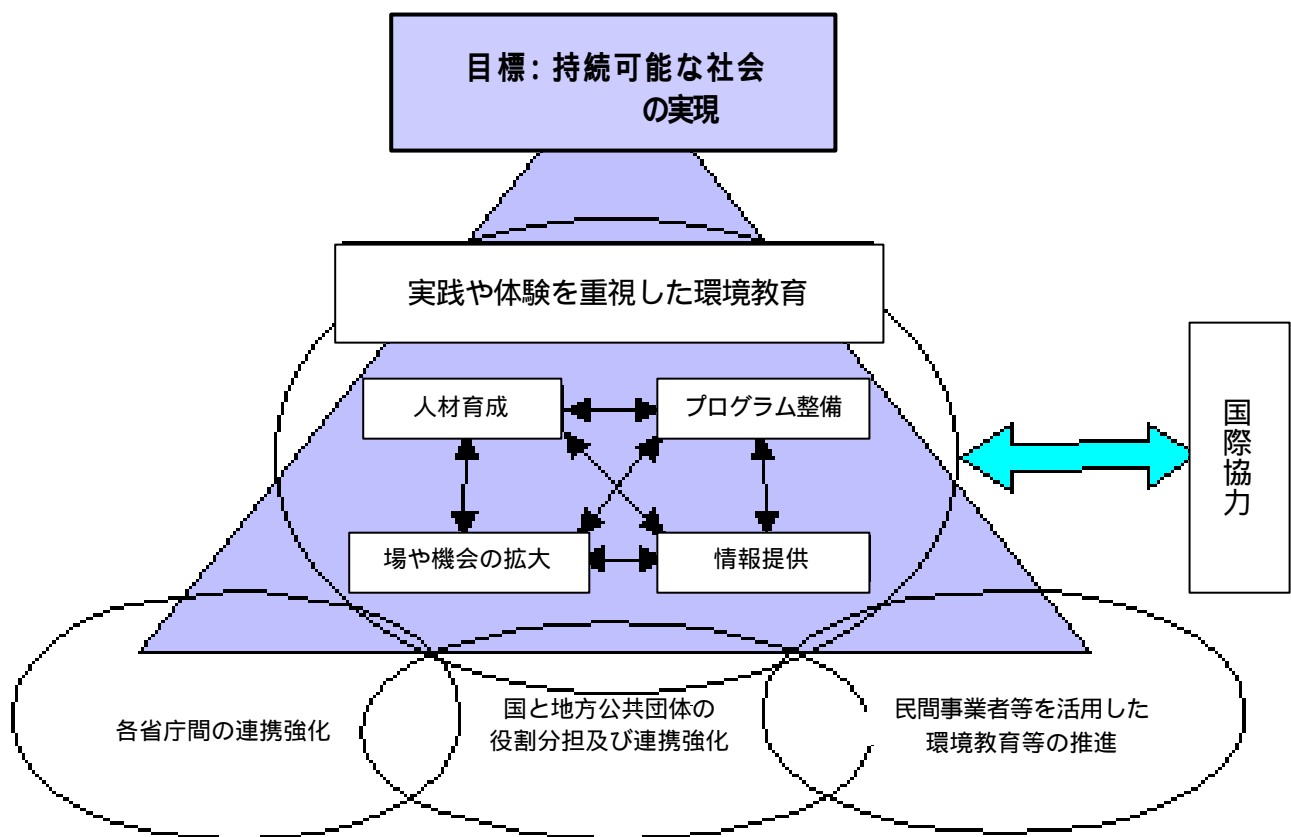 目標：持続可能な社会
の実現
実践や体験を重視した環境教育
人材育成
プログラム整備
場や機会の拡大
情報提供
国際協力
各省庁間の連携強化
国と地方公共団体の
役割分担及び連携強化
民間事業者等を活用した
環境教育等の推進